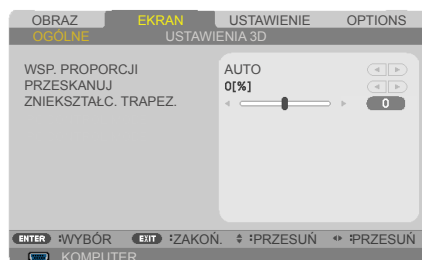 OBRAZ EKRAN USTAWIENIE OPTIONS
OGÓLNE USTAWIENIA 3D
WSP. PROPORCJI AUTO
PRZESKANUJ 0[%]
ZNIEKSZTAŁC. TRAPEZ. 0
ENTER :WYBÓR EXIT :ZAKOŃ. :PRZESUŃ :PRZESUŃ
KOMPUTER